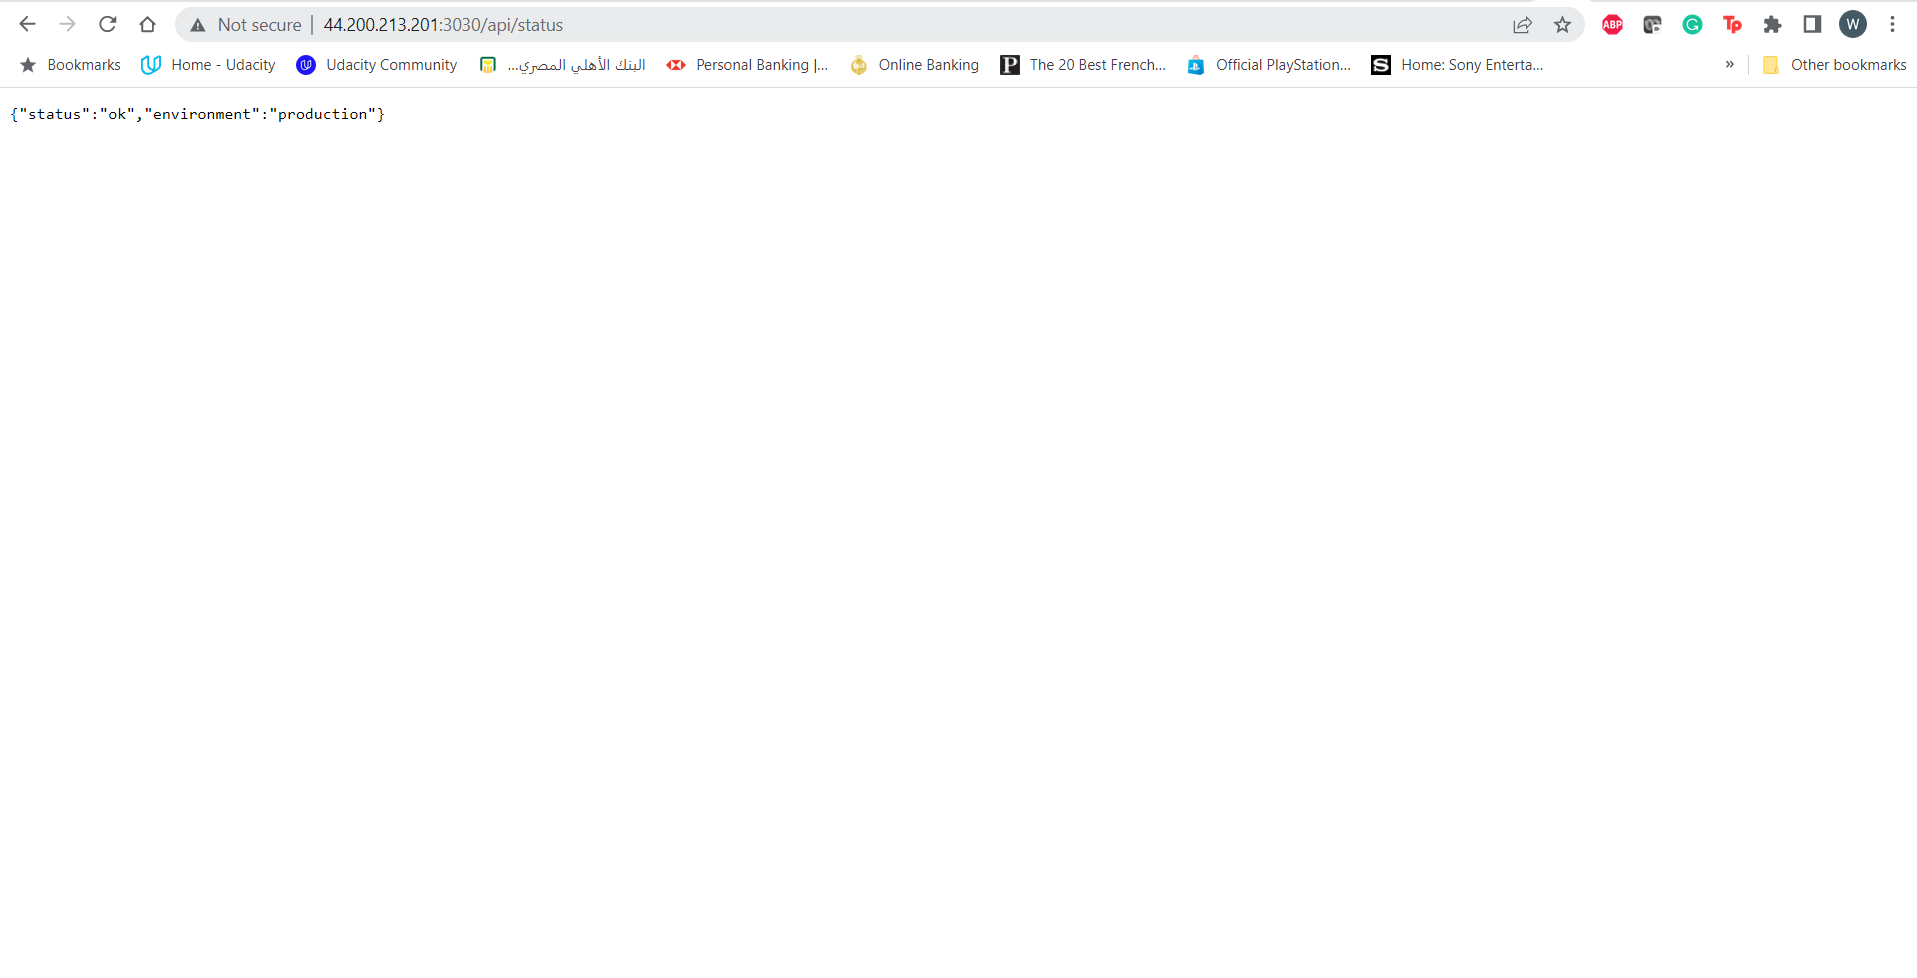 Not secure | 44.200.213.201:3030/api/status
ABP
Tp
W
Bookmarks
Home - Udacity
Udacity Community
البنك الأهلي المصري...
Personal Banking |...
Online Banking
P
The 20 Best French...
Official PlayStation...
S
Home: Sony Enterta...
»
Other bookmarks
{"status":"ok","environment":"production"}